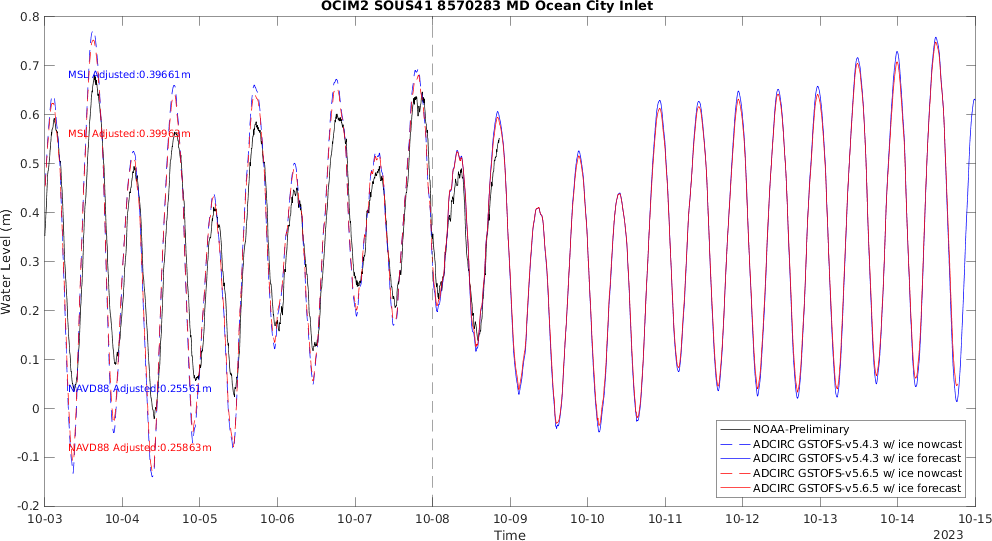 OCIM2 SOUS41 8570283 MD Ocean City Inlet
Water Level (m)
0.8
0.7
0.6
0.5
0.4
0.3
0.2
0.1
0
-0.1
-0.2
MSL Adjusted:0.39661m
MSL Adjusted:0.39963m
NAVD88 Adjusted:0.25561m
NAVD88 Adjusted:0.25863m
NOAA-Preliminary
ADCIRC GSTOFS-v5.4.3 w/ ice nowcast
ADCIRC GSTOFS-v5.4.3 w/ ice forecast
ADCIRC GSTOFS-v5.6.5 w/ ice nowcast
ADCIRC GSTOFS-v5.6.5 w/ ice forecast
10-03 10-04 10-05 10-06 10-07 10-08 10-09 10-10 10-11 10-12 10-13 10-14 10-15
Time
2023